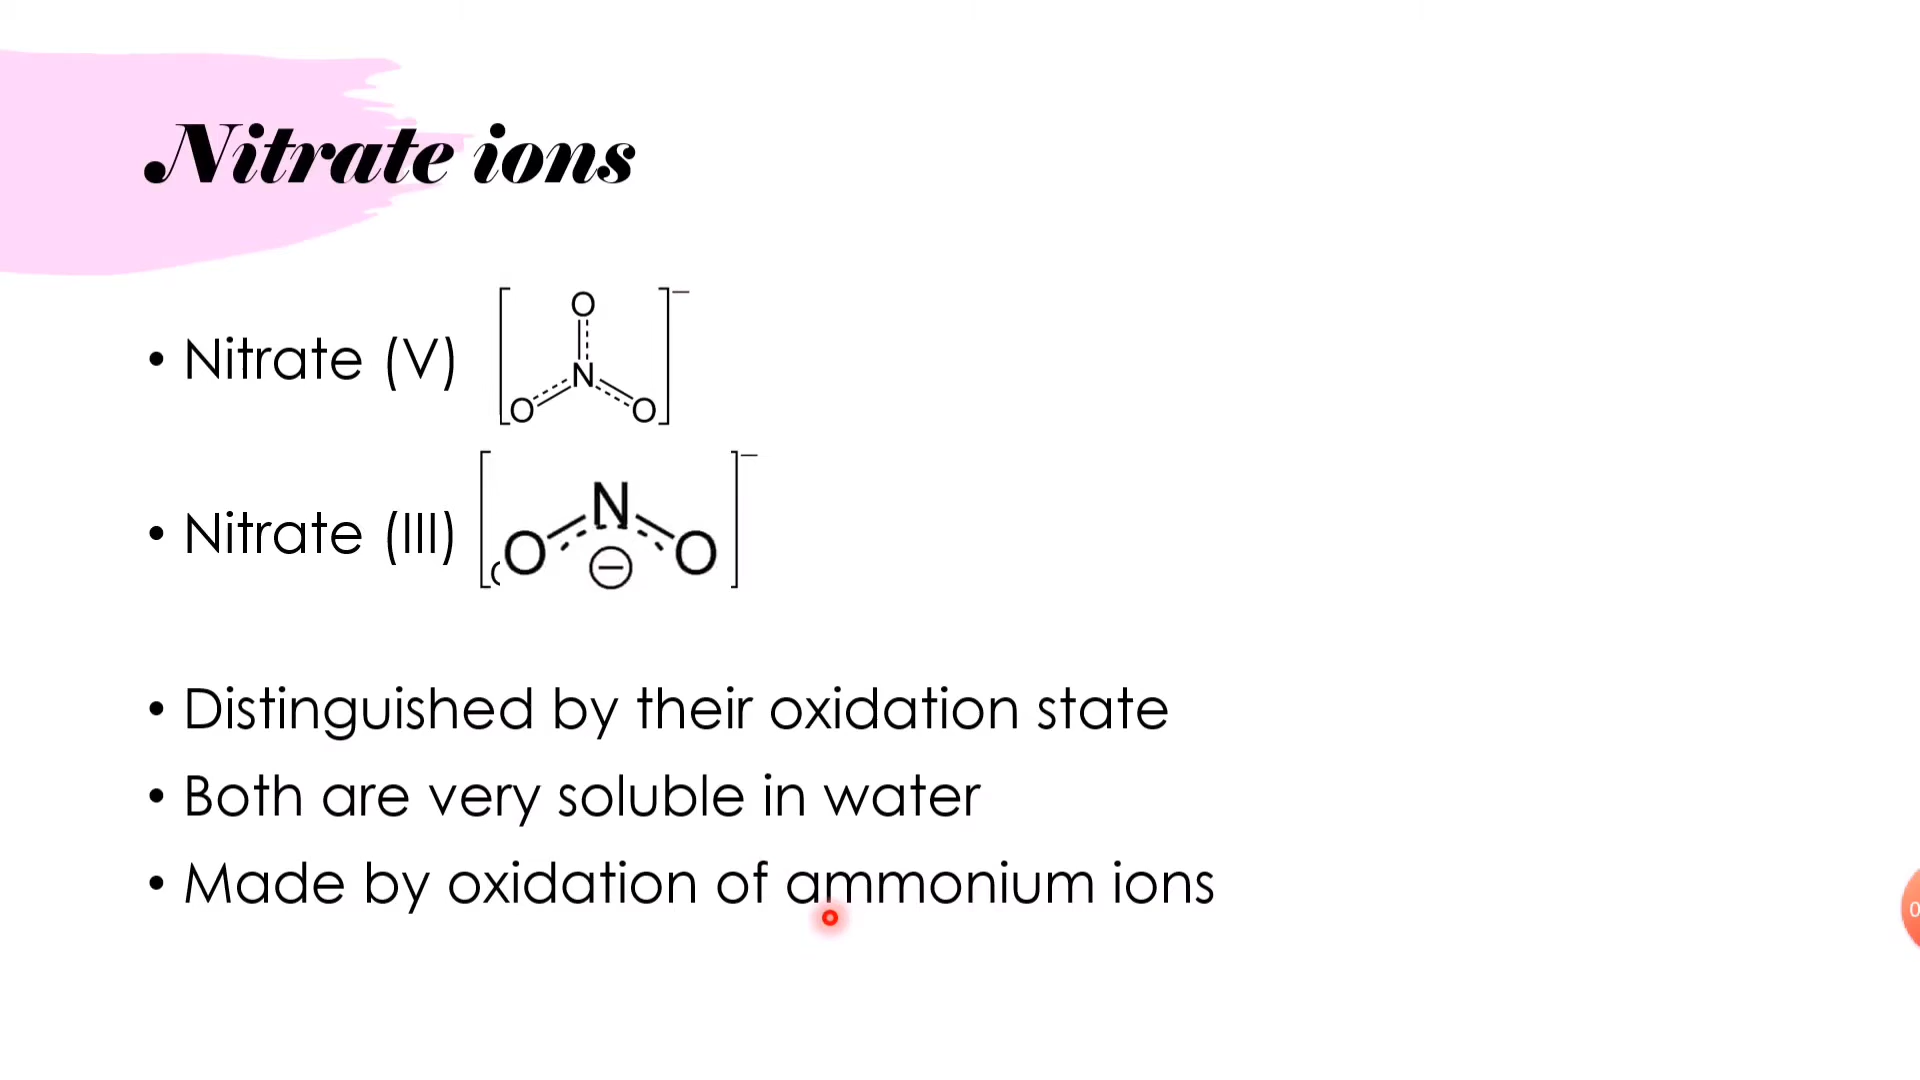 Nitrate ions
• Nitrate (V) [O N O O]−
• Nitrate (III) [O N O ⊖]−
• Distinguished by their oxidation state
• Both are very soluble in water
• Made by oxidation of ammonium ions
0